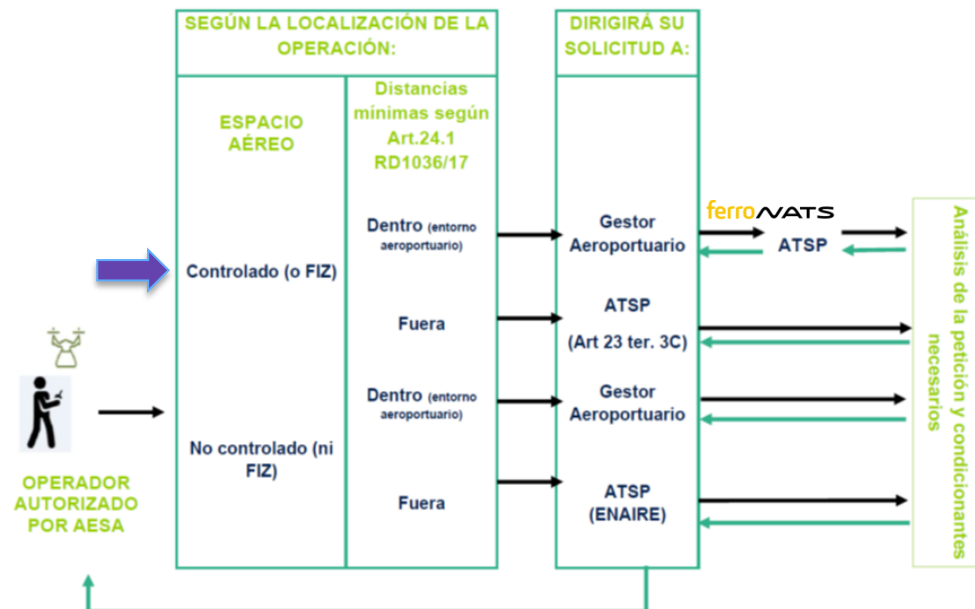 SEGÚN LA LOCALIZACIÓN DE LA
OPERACIÓN:
DIRIGIRÁ SU
SOLICITUD A:
ESPACIO
AÉREO
Distancias
mínimas según
Art.24.1
RD1036/17
Controlado (o FIZ)
Dentro (entorno
aeroportuario)
Gestor
Aeroportuario
ferroNATS
ATSP
Fuera
ATSP
(Art 23 ter. 3C)
No controlado (ni
FIZ)
Dentro (entorno
aeroportuario)
Gestor
Aeroportuario
Fuera
ATSP
(ENAIRE)
Análisis de la petición y condicionantes
necesarios
OPERADOR
AUTORIZADO
POR AESA